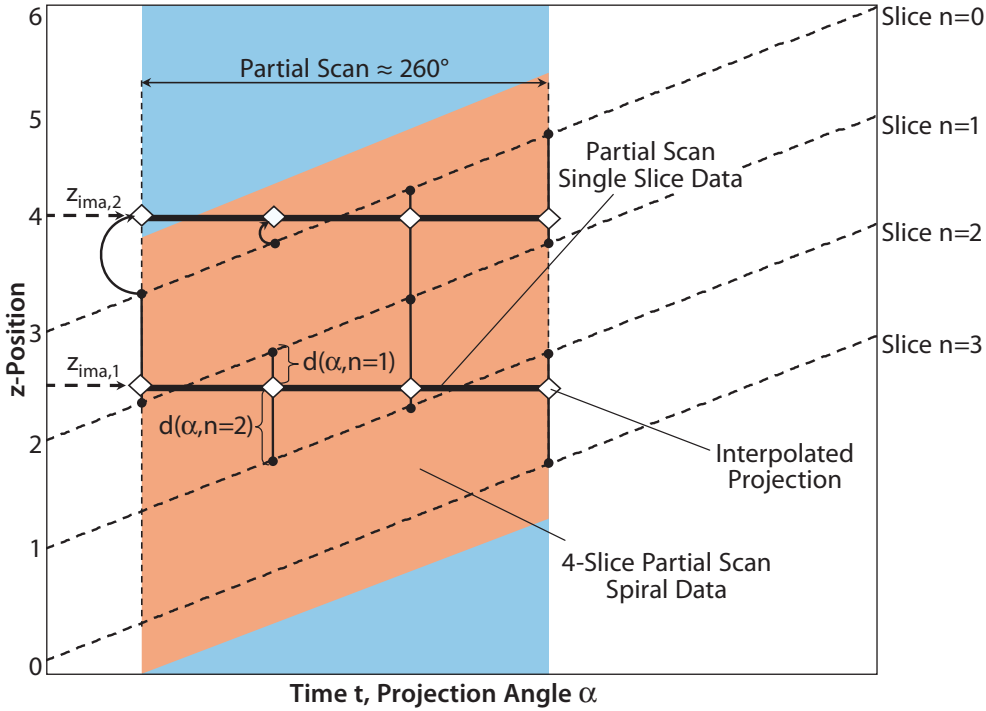 6
Slice n=0
Partial Scan ≈ 260°
5
Slice n=1
Partial Scan
Single Slice Data
z_ima,2
4
Slice n=2
3
z-Position
z_ima,1
d(α,n=1)
Slice n=3
2
d(α,n=2)
Interpolated
Projection
1
4-Slice Partial Scan
Spiral Data
0
Time t, Projection Angle α